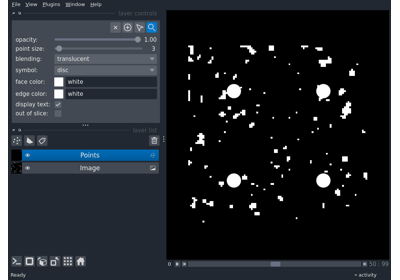 File View Plugins Window Help
layer controls
opacity: 1.00
point size: 3
blending: translucent
symbol: disc
face color: white
edge color: white
display text:
out of slice:
layer list
Points
Image
50 99
Ready activity